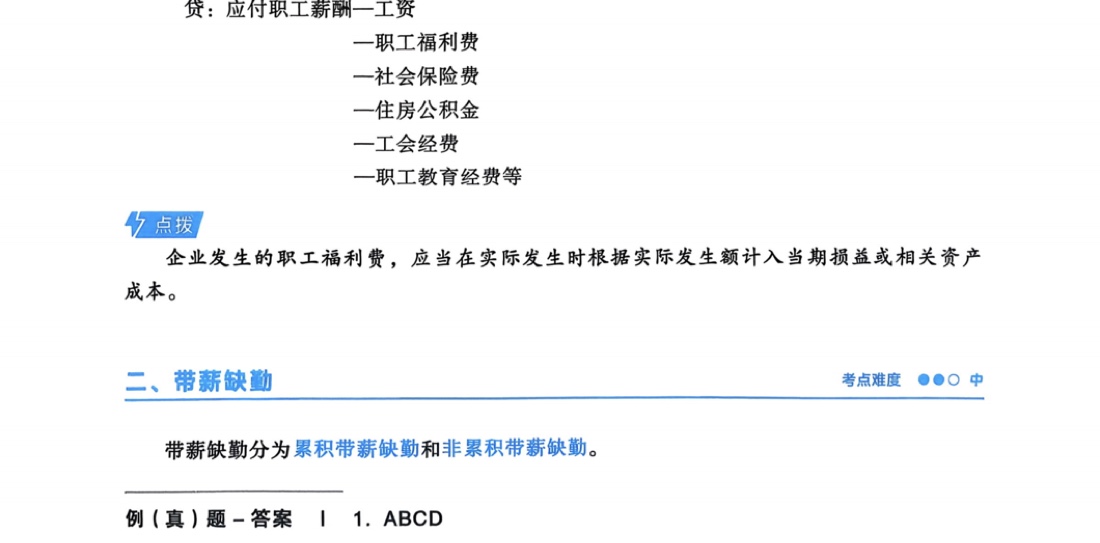 贷：应付职工薪酬—工资
—职工福利费
—社会保险费
—住房公积金
—工会经费
—职工教育经费等
点拨
企业发生的职工福利费，应当在实际发生时根据实际发生额计入当期损益或相关资产
成本。
二、带薪缺勤 考点难度 ●●○ 中
带薪缺勤分为累积带薪缺勤和非累积带薪缺勤。
例（真）题－答案 | 1. ABCD